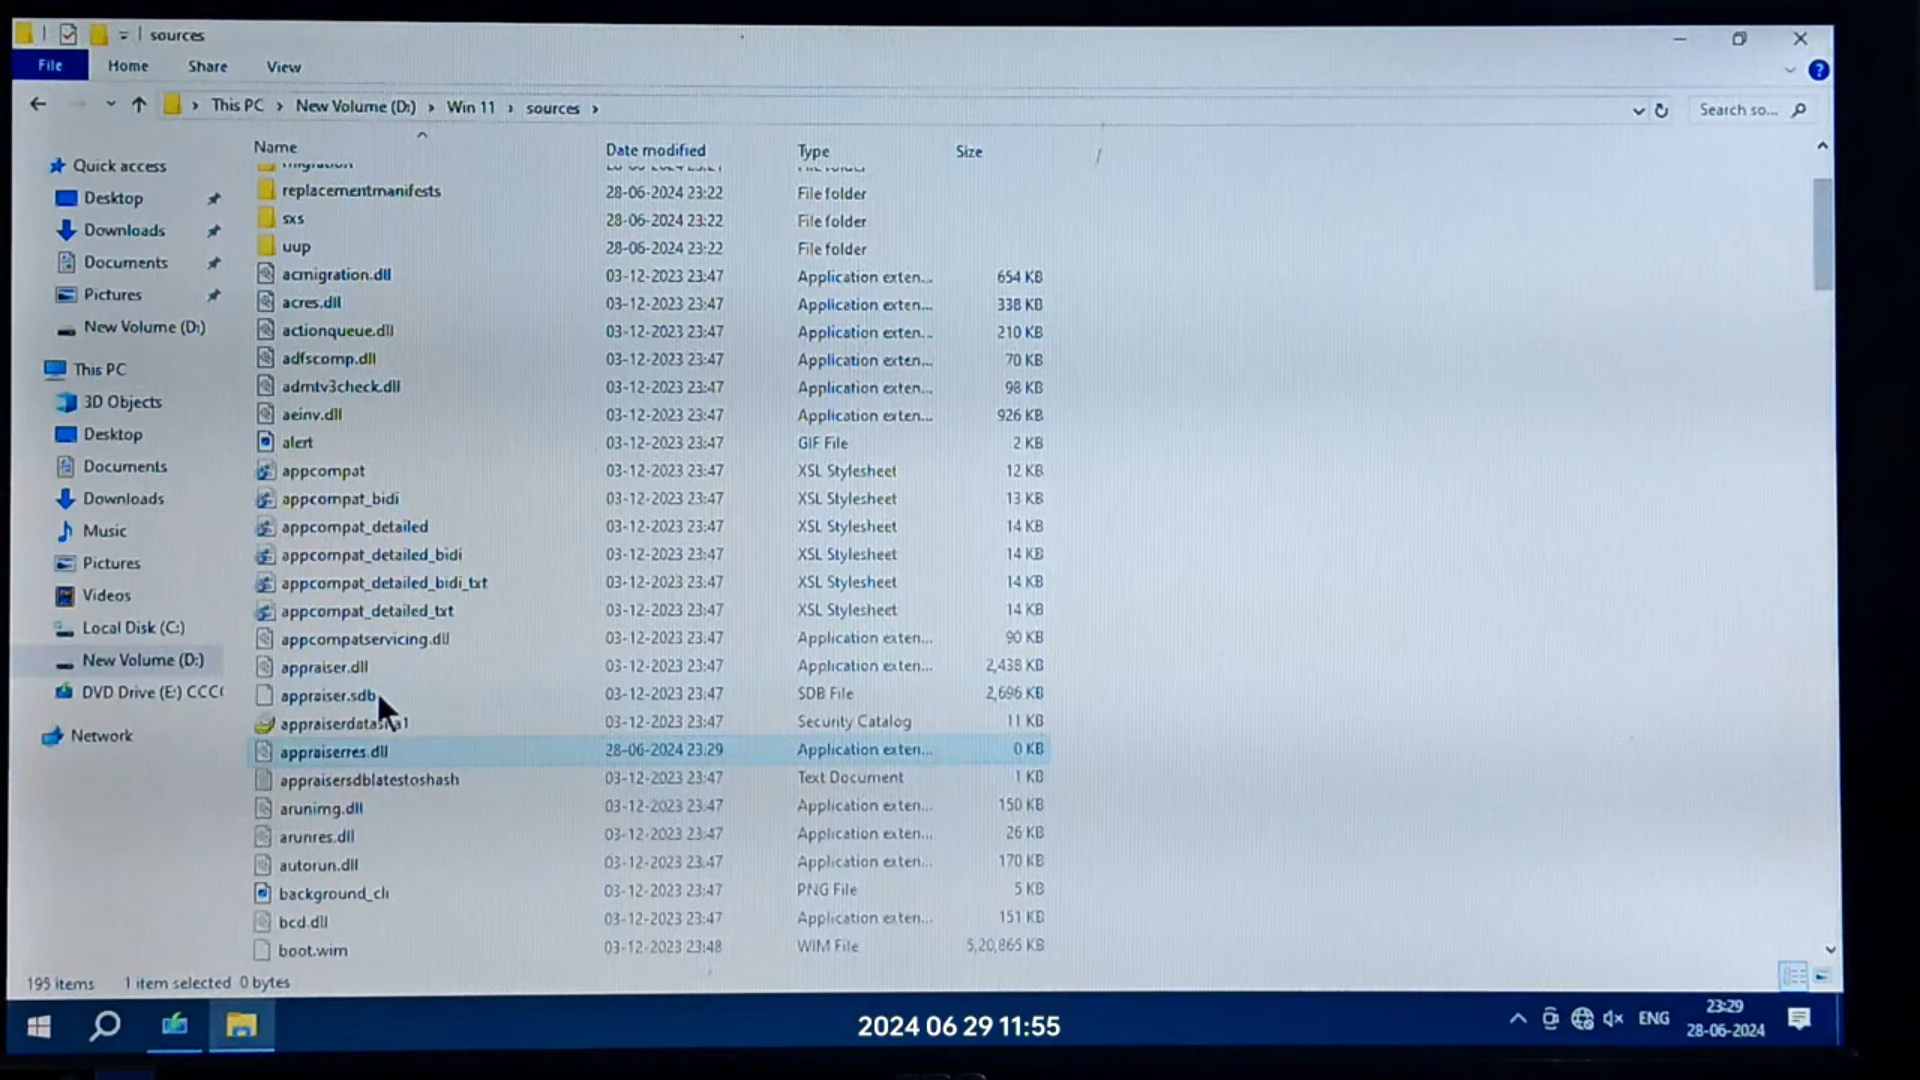 sources
File Home Share View
This PC New Volume (D:) Win 11 sources Search so...
Name Date modified Type Size
Quick access
Desktop
Downloads
Documents
Pictures
New Volume (D:)
This PC
3D Objects
Desktop
Documents
Downloads
Music
Pictures
Videos
Local Disk (C:)
New Volume (D:)
DVD Drive (E:) CCC
Network
migration
replacementmanifests 28-06-2024 23:22 File folder
sxs 28-06-2024 23:22 File folder
uup 28-06-2024 23:22 File folder
acmigration.dll 03-12-2023 23:47 Application exten... 654 KB
acres.dll 03-12-2023 23:47 Application exten... 338 KB
actionqueue.dll 03-12-2023 23:47 Application exten... 210 KB
adfscomp.dll 03-12-2023 23:47 Application exten... 70 KB
admtv3check.dll 03-12-2023 23:47 Application exten... 98 KB
aeinv.dll 03-12-2023 23:47 Application exten... 926 KB
alert 03-12-2023 23:47 GIF File 2 KB
appcompat 03-12-2023 23:47 XSL Stylesheet 12 KB
appcompat_bidi 03-12-2023 23:47 XSL Stylesheet 13 KB
appcompat_detailed 03-12-2023 23:47 XSL Stylesheet 14 KB
appcompat_detailed_bidi 03-12-2023 23:47 XSL Stylesheet 14 KB
appcompat_detailed_bidi_txt 03-12-2023 23:47 XSL Stylesheet 14 KB
appcompat_detailed_txt 03-12-2023 23:47 XSL Stylesheet 14 KB
appcompatservicing.dll 03-12-2023 23:47 Application exten... 90 KB
appraiser.dll 03-12-2023 23:47 Application exten... 2,438 KB
appraiser.sdb 03-12-2023 23:47 SDB File 2,696 KB
03-12-2023 23:47 Security Catalog 11 KB
appraiserres.dll 28-06-2024 23:29 Application exten... 0 KB
appraisersdblatestoshash 03-12-2023 23:47 Text Document 1 KB
arunimg.dll 03-12-2023 23:47 Application exten... 150 KB
arunres.dll 03-12-2023 23:47 Application exten... 26 KB
autorun.dll 03-12-2023 23:47 Application exten... 170 KB
background_cli 03-12-2023 23:47 PNG File 5 KB
bcd.dll 03-12-2023 23:47 Application exten... 151 KB
boot.wim 03-12-2023 23:48 WIM File 5,20,865 KB
195 items 1 item selected 0 bytes
2024 06 29 11:55
ENG
23:29
28-06-2024